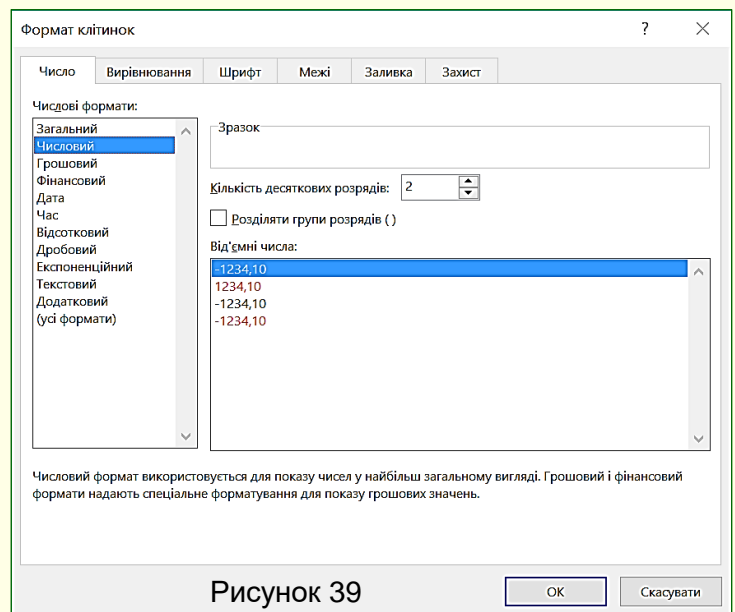 Формат клітинок
?
Число
Вирівнювання
Шрифт
Межі
Заливка
Захист
Числові формати:
Загальний
Числовий
Грошовий
Фінансовий
Дата
Час
Відсотковий
Дробовий
Експоненційний
Текстовий
Додатковий
(усі формати)
Зразок
Кількість десяткових розрядів: 2
Розділяти групи розрядів ( )
Від'ємні числа:
-1234,10
1234,10
-1234,10
-1234,10
Числовий формат використовується для показу чисел у найбільш загальному вигляді. Грошовий і фінансовий
формати надають спеціальне форматування для показу грошових значень.
Рисунок 39
ОК
Скасувати